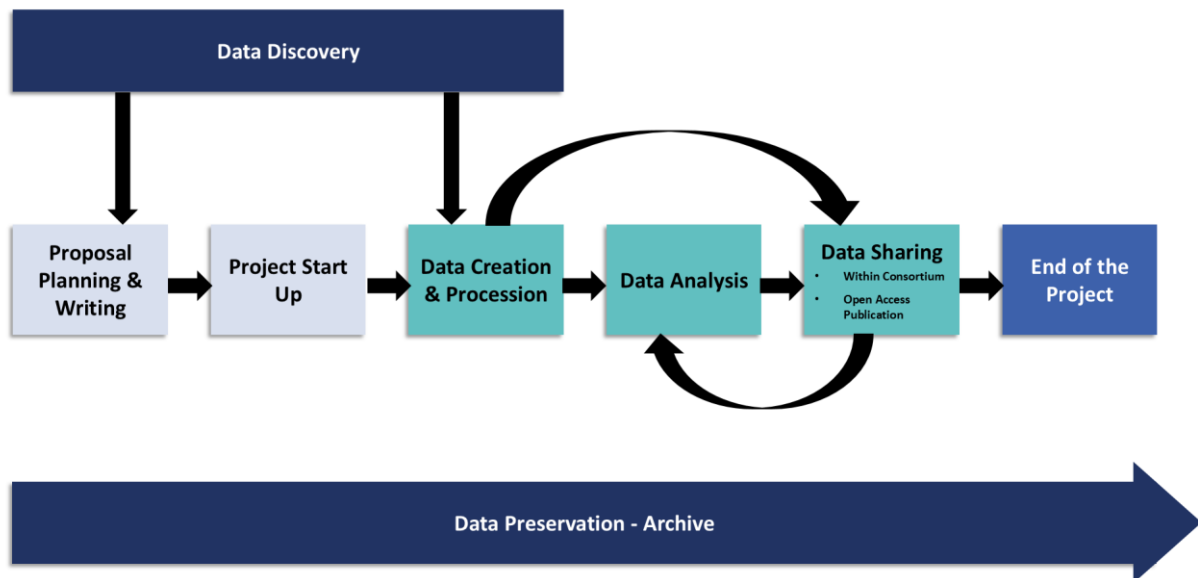 Data Discovery
Proposal
Planning &
Writing
Project Start
Up
Data Creation
& Procession
Data Analysis
Data Sharing
• Within Consortium
• Open Access
Publication
End of the
Project
Data Preservation - Archive